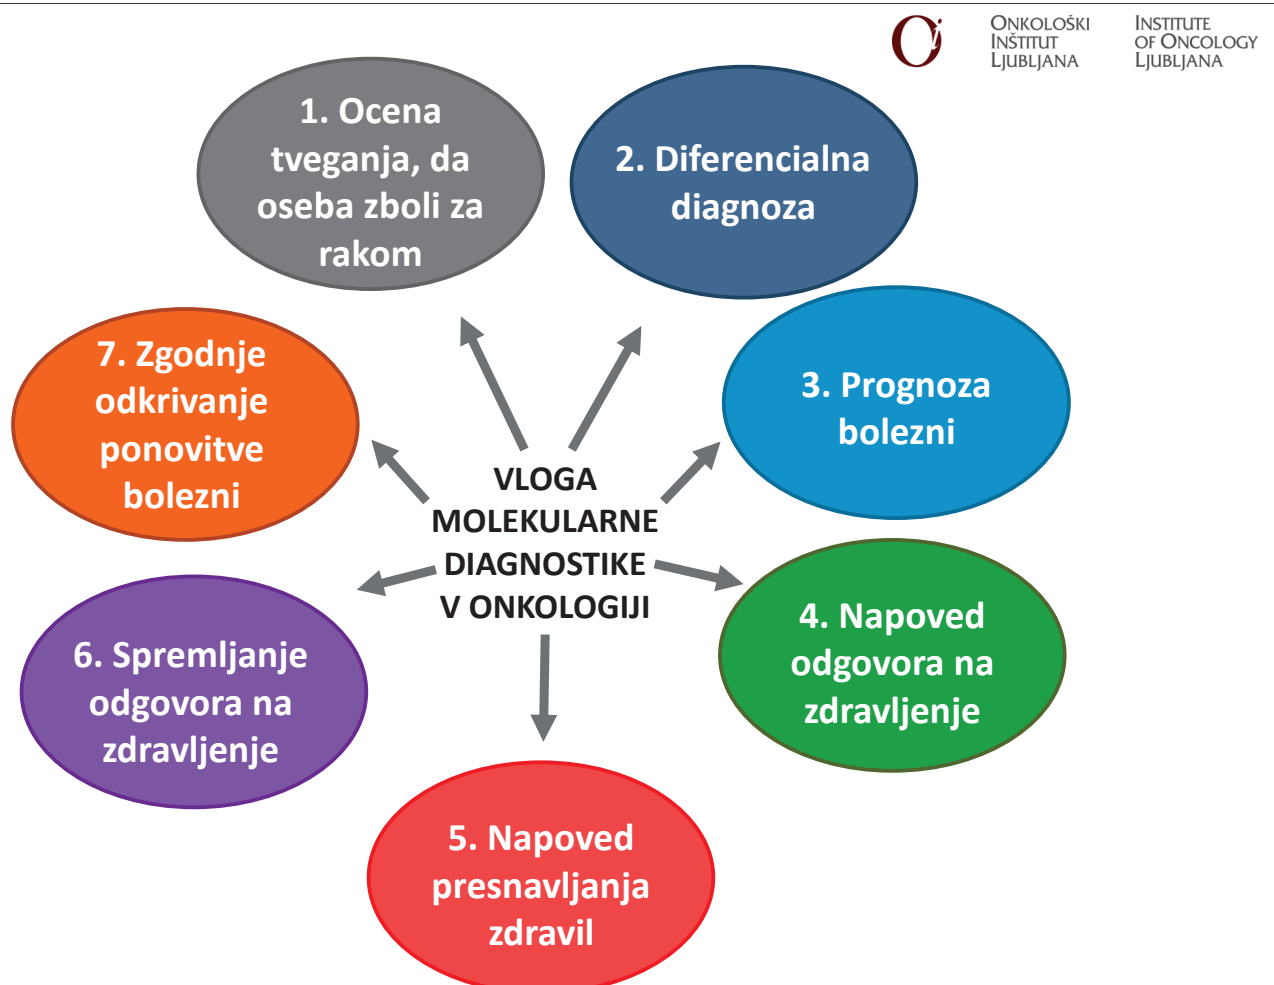 ONKOLOŠKI
INŠTITUT
LJUBLJANA
INSTITUTE
OF ONCOLOGY
LJUBLJANA
1. Ocena
tveganja, da
oseba zboli za
rakom
2. Diferencialna
diagnoza
3. Prognoza
bolezni
4. Napoved
odgovora na
zdravljenje
5. Napoved
presnavljanja
zdravil
6. Spremljanje
odgovora na
zdravljenje
7. Zgodnje
odkrivanje
ponovitve
bolezni
VLOGA
MOLEKULARNE
DIAGNOSTIKE
V ONKOLOGIJI